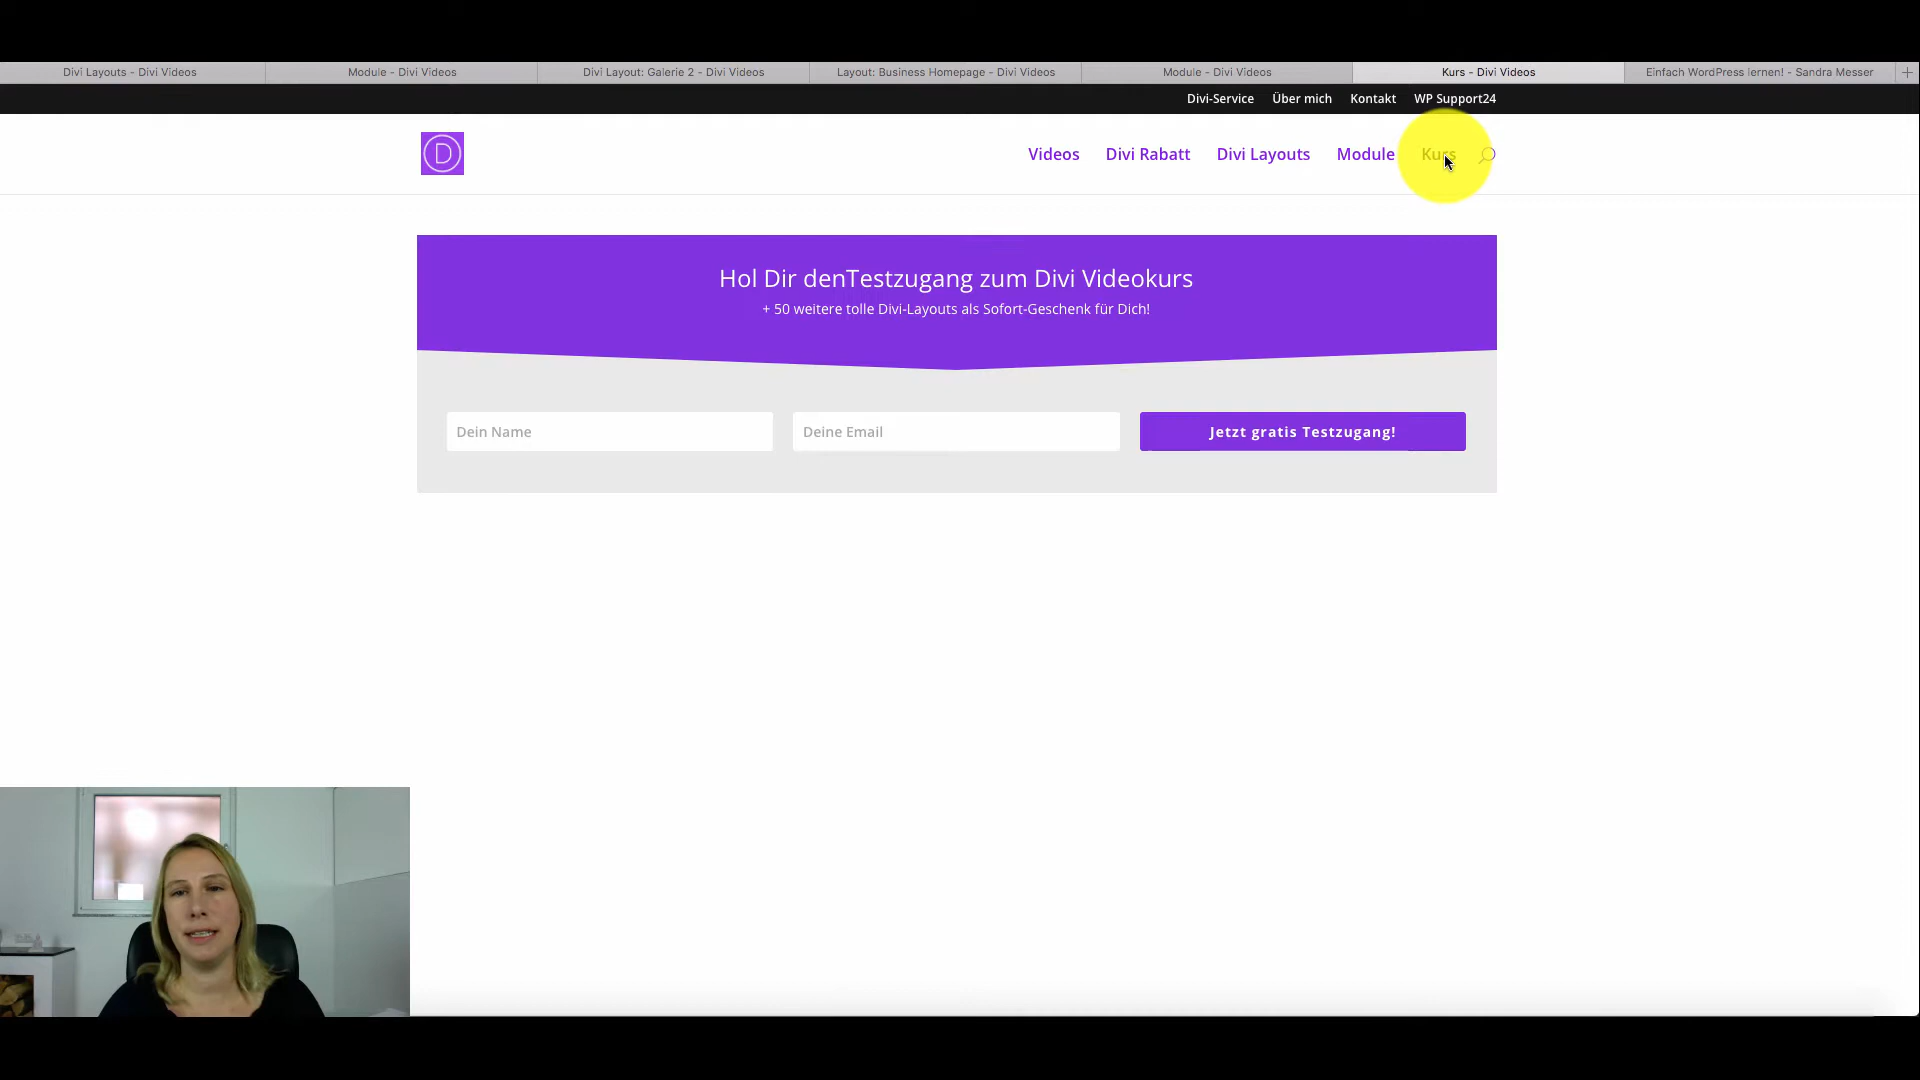 Divi Layouts - Divi Videos
Module - Divi Videos
Divi Layout: Galerie 2 - Divi Videos
Layout: Business Homepage - Divi Videos
Module - Divi Videos
Kurs - Divi Videos
Einfach WordPress lernen! - Sandra Messer
Divi-Service Über mich Kontakt WP Support24
D
Videos Divi Rabatt Divi Layouts Module Kurs
Hol Dir denTestzugang zum Divi Videokurs
+ 50 weitere tolle Divi-Layouts als Sofort-Geschenk für Dich!
Dein Name
Deine Email
Jetzt gratis Testzugang!